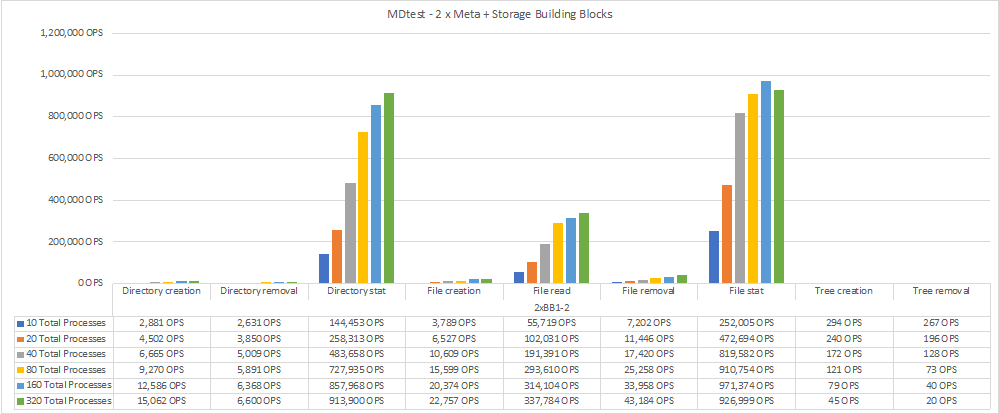 MDtest - 2 x Meta + Storage Building Blocks
1,200,000 OPS
1,000,000 OPS
800,000 OPS
600,000 OPS
400,000 OPS
200,000 OPS
0 OPS
Directory creation Directory removal Directory stat File creation File read File removal File stat Tree creation Tree removal
2xBB1-2
10 Total Processes 2,881 OPS 2,631 OPS 144,453 OPS 3,789 OPS 55,719 OPS 7,202 OPS 252,005 OPS 294 OPS 267 OPS
20 Total Processes 4,502 OPS 3,850 OPS 258,313 OPS 6,527 OPS 102,031 OPS 11,446 OPS 472,694 OPS 240 OPS 196 OPS
40 Total Processes 6,665 OPS 5,009 OPS 483,658 OPS 10,609 OPS 191,391 OPS 17,420 OPS 819,582 OPS 172 OPS 128 OPS
80 Total Processes 9,270 OPS 5,891 OPS 727,935 OPS 15,599 OPS 293,610 OPS 25,258 OPS 910,754 OPS 121 OPS 73 OPS
160 Total Processes 12,586 OPS 6,368 OPS 857,968 OPS 20,374 OPS 314,104 OPS 33,958 OPS 971,374 OPS 79 OPS 40 OPS
320 Total Processes 15,062 OPS 6,600 OPS 913,900 OPS 22,757 OPS 337,784 OPS 43,184 OPS 926,999 OPS 45 OPS 20 OPS